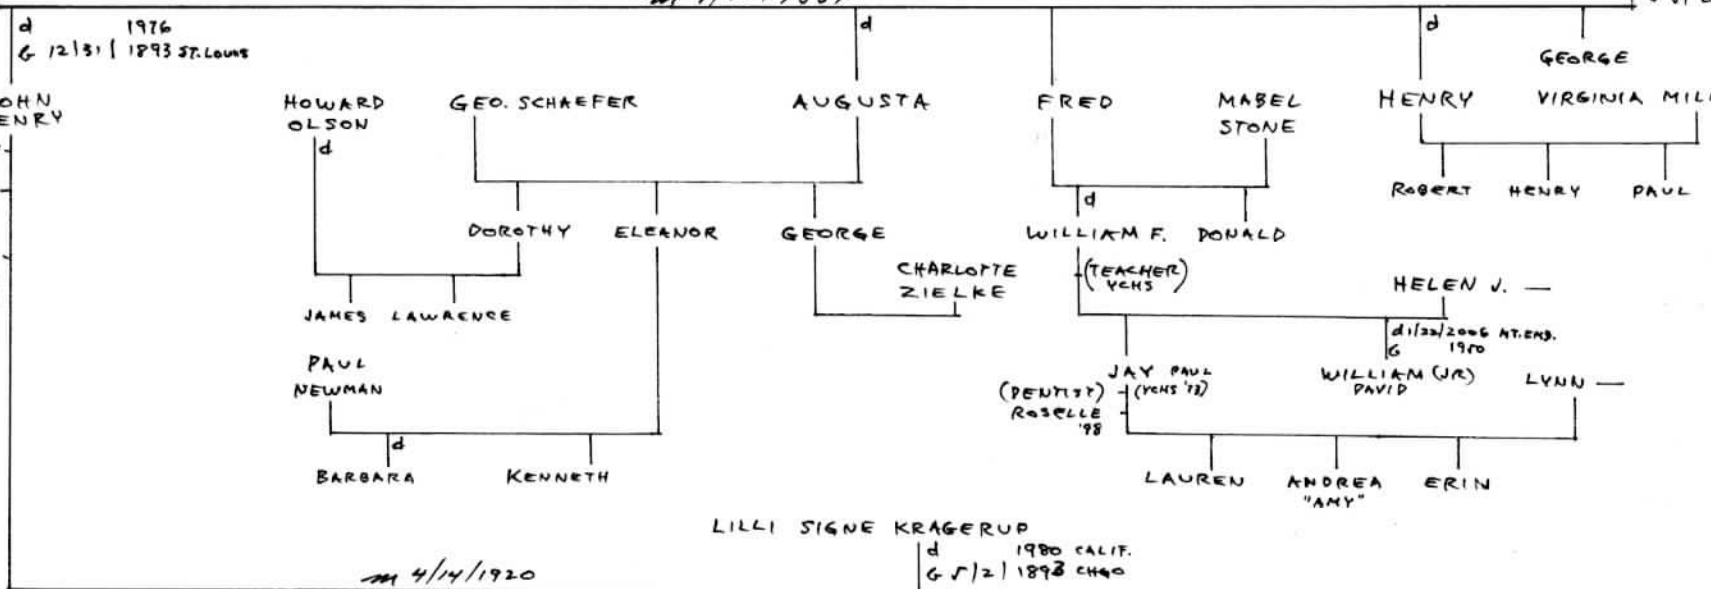 d 1976
d
d
G 12/31/1893 ST. LOUIS
GEORGE
OHN
ENRY
HOWARD
OLSON
d
GEO. SCHAEFER
AUGUSTA
FRED
MABEL
STONE
HENRY
VIRGINIA MILL
ROBERT HENRY PAUL
d
DOROTHY ELEANOR GEORGE
WILLIAM F. DONALD
(TEACHER)
YCHS
CHARLOTTE
ZIELKE
HELEN J. —
JAMES LAWRENCE
d 1/22/2006
G 1950
PAUL
NEWMAN
JAY PAUL
(YCHS '73)
(DENTIST)
ROSELLE
'98
WILLIAM (JR)
DAVID
LYNN —
d
BARBARA KENNETH
LAUREN ANDREA ERIN
"AMY"
LILLI SIGNE KRAGERUP
d 1980 CALIF.
G 5/2/1893 CHGO
m 4/14/1920